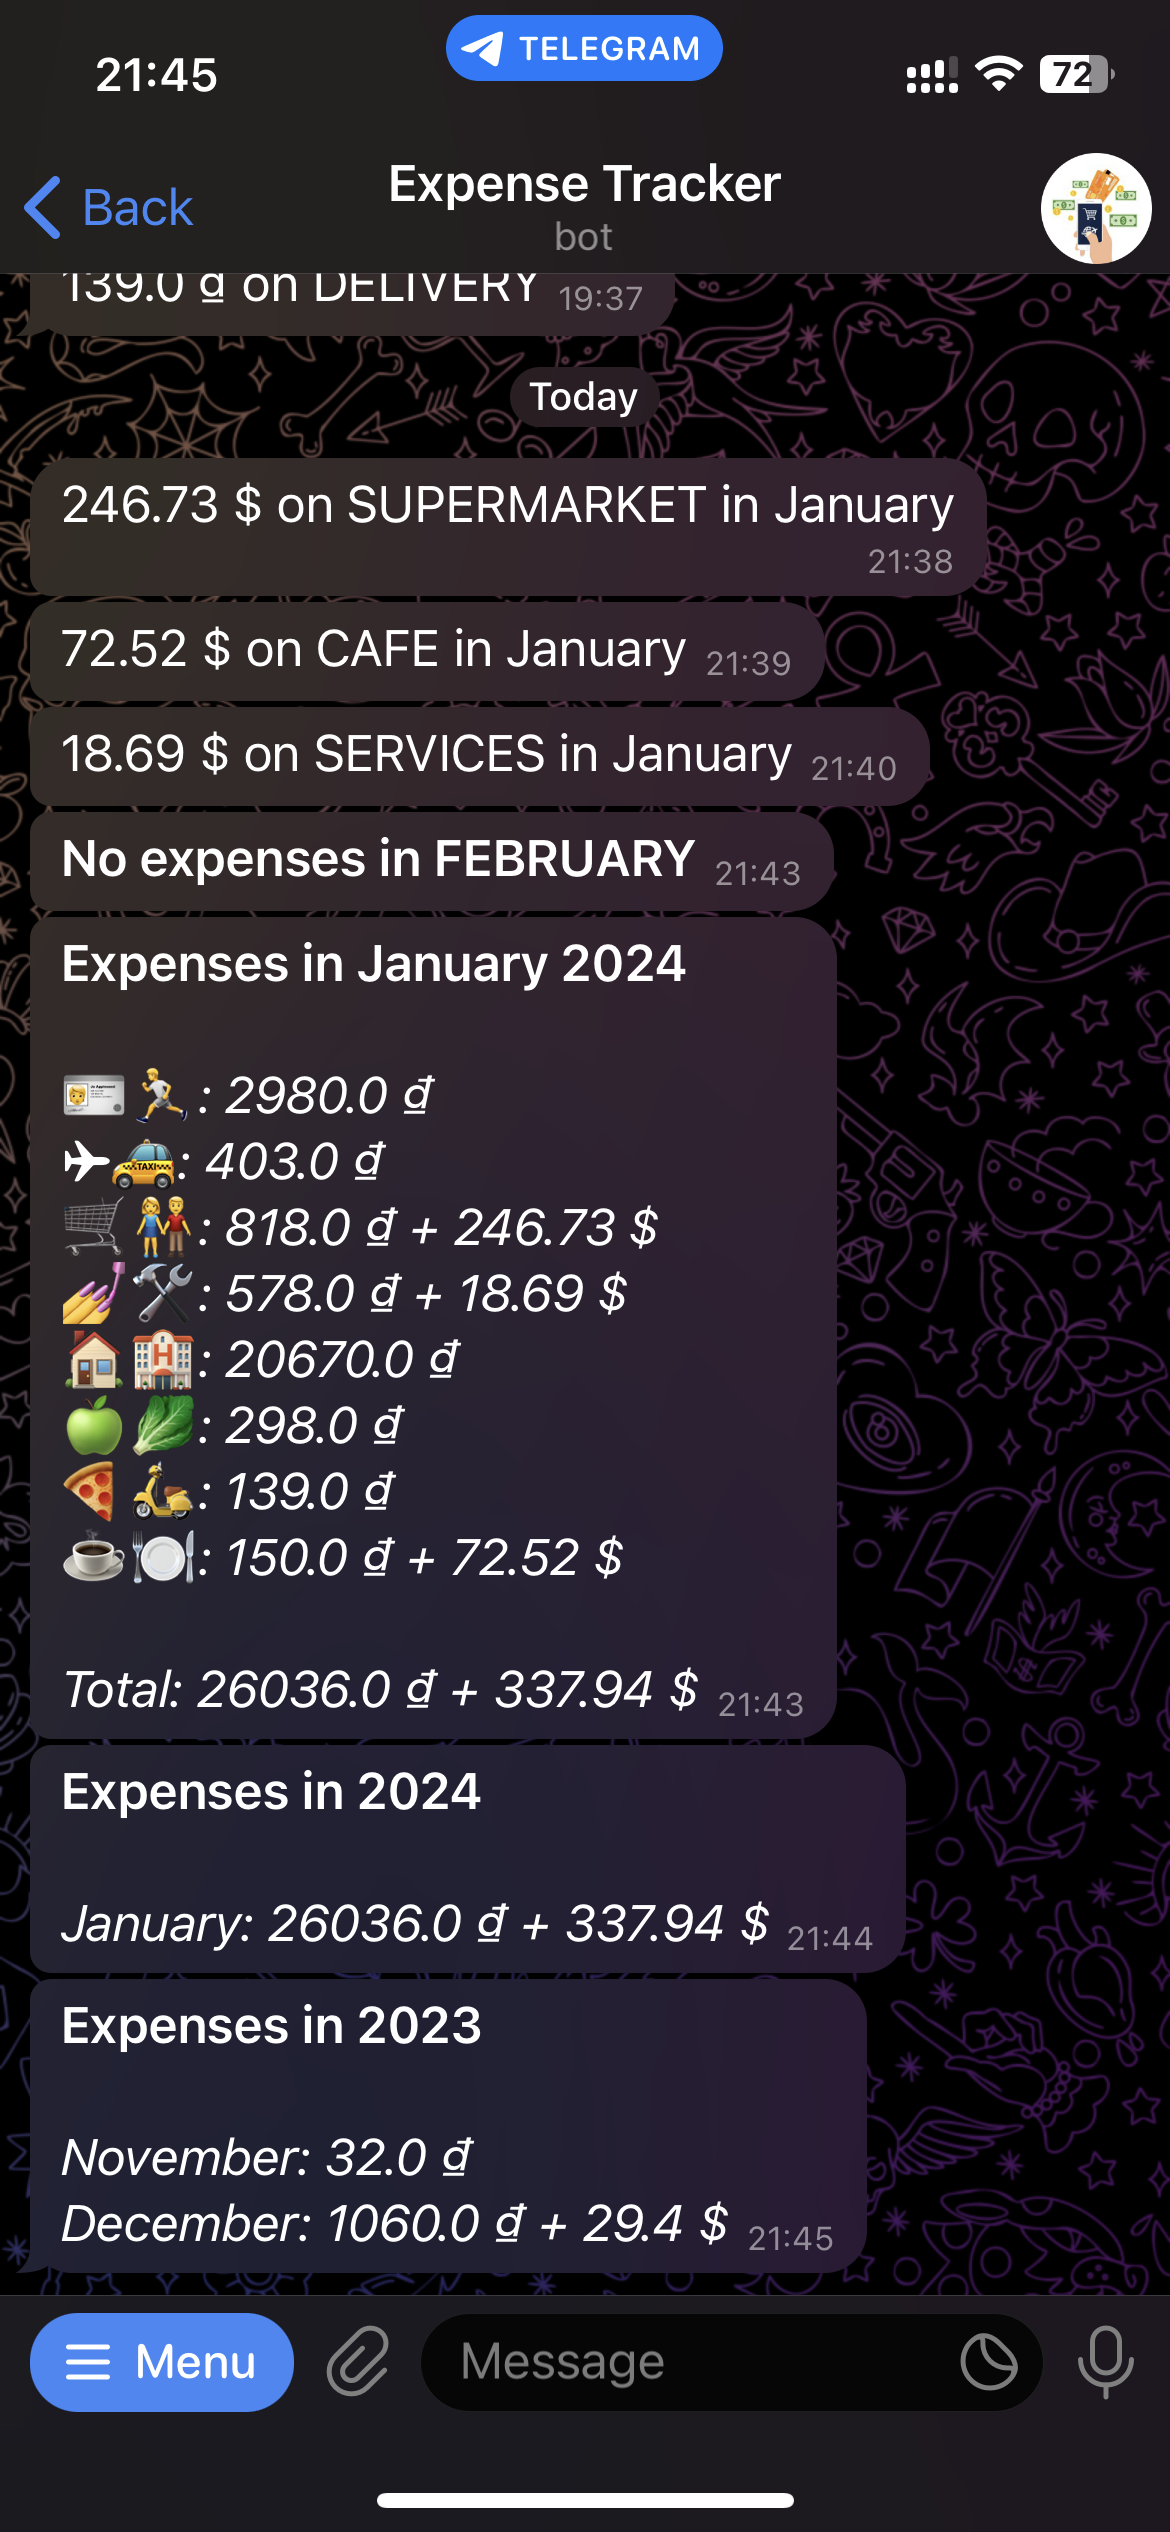 TELEGRAM
21:45
72
Back
Expense Tracker
bot
139.0 ₫ on DELIVERY 19:37
Today
246.73 $ on SUPERMARKET in January
21:38
72.52 $ on CAFE in January 21:39
18.69 $ on SERVICES in January 21:40
No expenses in FEBRUARY 21:43
Expenses in January 2024
🪪🏃: 2980.0 ₫
✈🚕: 403.0 ₫
🛒👫: 818.0 ₫ + 246.73 $
💅🛠: 578.0 ₫ + 18.69 $
🏠🏩: 20670.0 ₫
🍏🥬: 298.0 ₫
🍕🛵: 139.0 ₫
☕🍽: 150.0 ₫ + 72.52 $
Total: 26036.0 ₫ + 337.94 $ 21:43
Expenses in 2024
January: 26036.0 ₫ + 337.94 $ 21:44
Expenses in 2023
November: 32.0 ₫
December: 1060.0 ₫ + 29.4 $ 21:45
Menu
Message